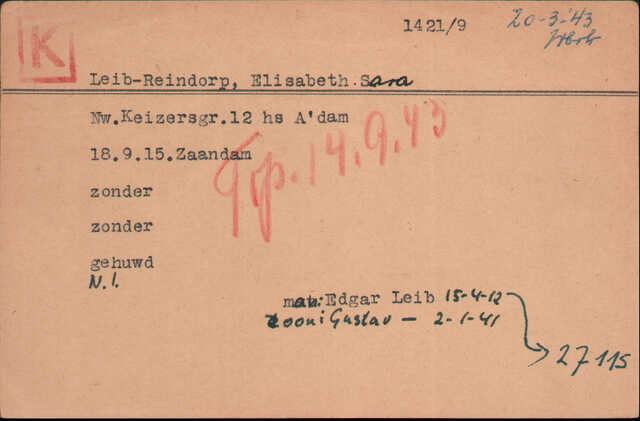 K
1421/9
20-3-'43
Leib-Reindorp, Elisabeth Sara
Nw.Keizersgr.12 hs A'dam
18.9.15.Zaandam
Tr. 14.9.43
zonder
zonder
gehuwd
N.I.
man: Edgar Leib 15-4-12
zoon: Gustav — 2-1-41
27115